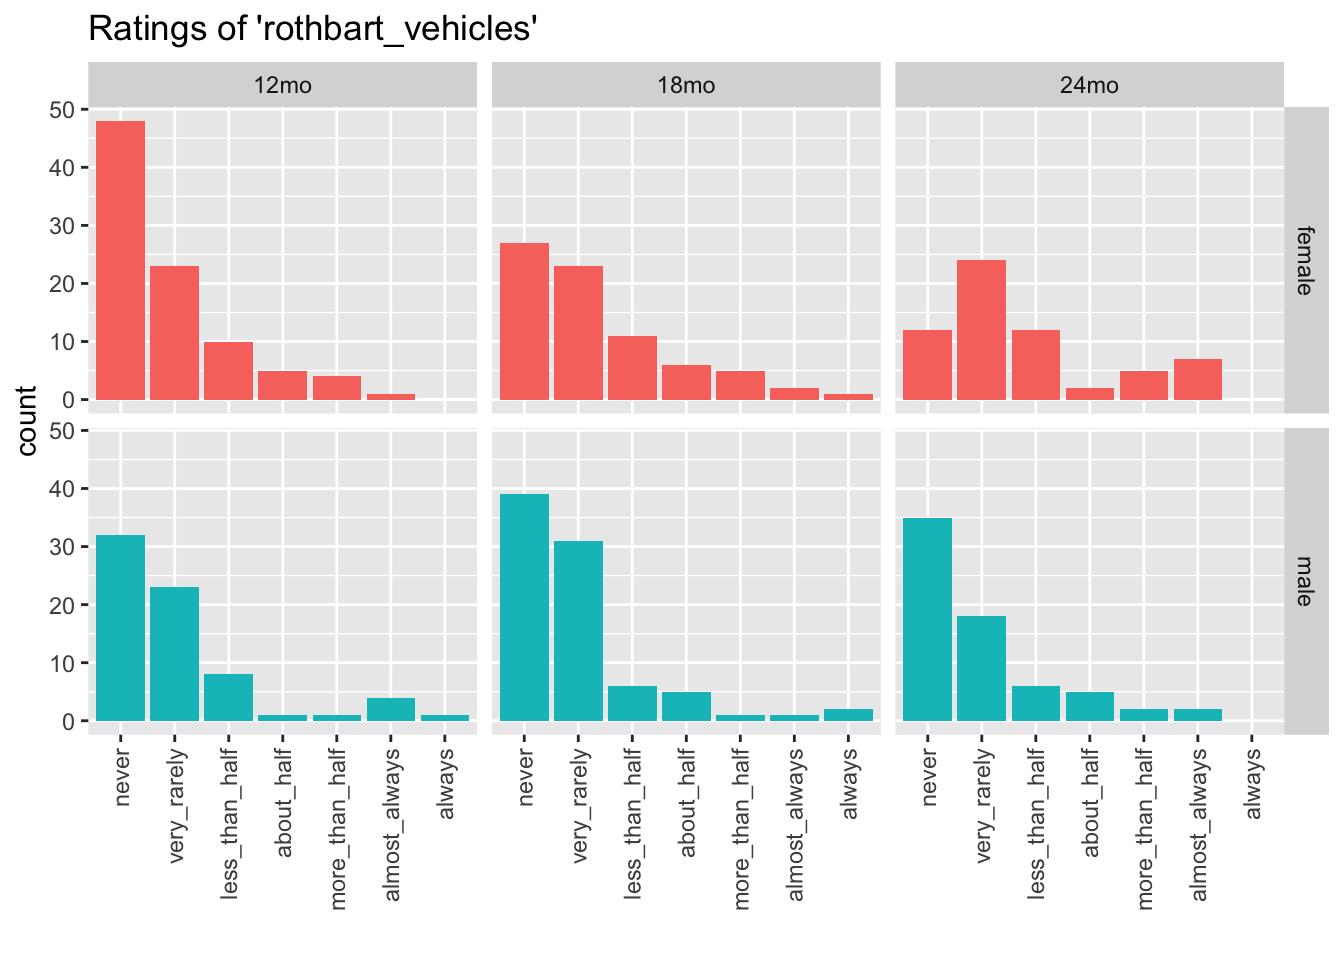 Ratings of 'rothbart_vehicles'
12mo 18mo 24mo
50
40
30
20
10
0
female
50
40
30
20
10
0
male
count
never very_rarely less_than_half about_half more_than_half almost_always always
never very_rarely less_than_half about_half more_than_half almost_always always
never very_rarely less_than_half about_half more_than_half almost_always always